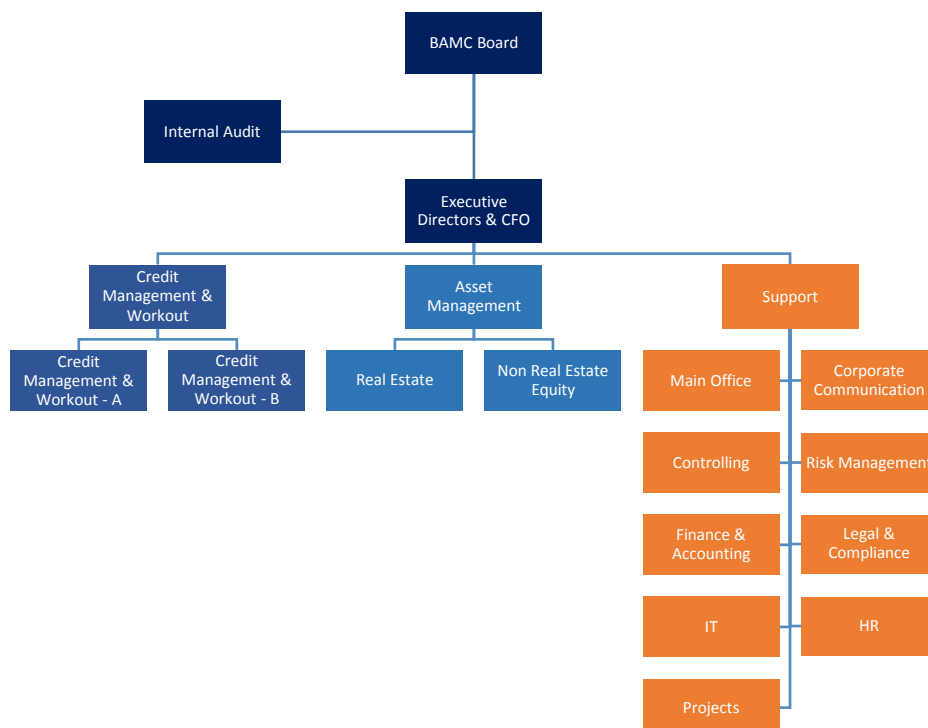 BAMC Board
Internal Audit
Executive
Directors & CFO
Credit
Management &
Workout
Asset
Management
Support
Credit
Management &
Workout - A
Credit
Management &
Workout - B
Real Estate
Non Real Estate
Equity
Main Office
Corporate
Communication
Controlling
Risk Management
Finance &
Accounting
Legal &
Compliance
IT
HR
Projects